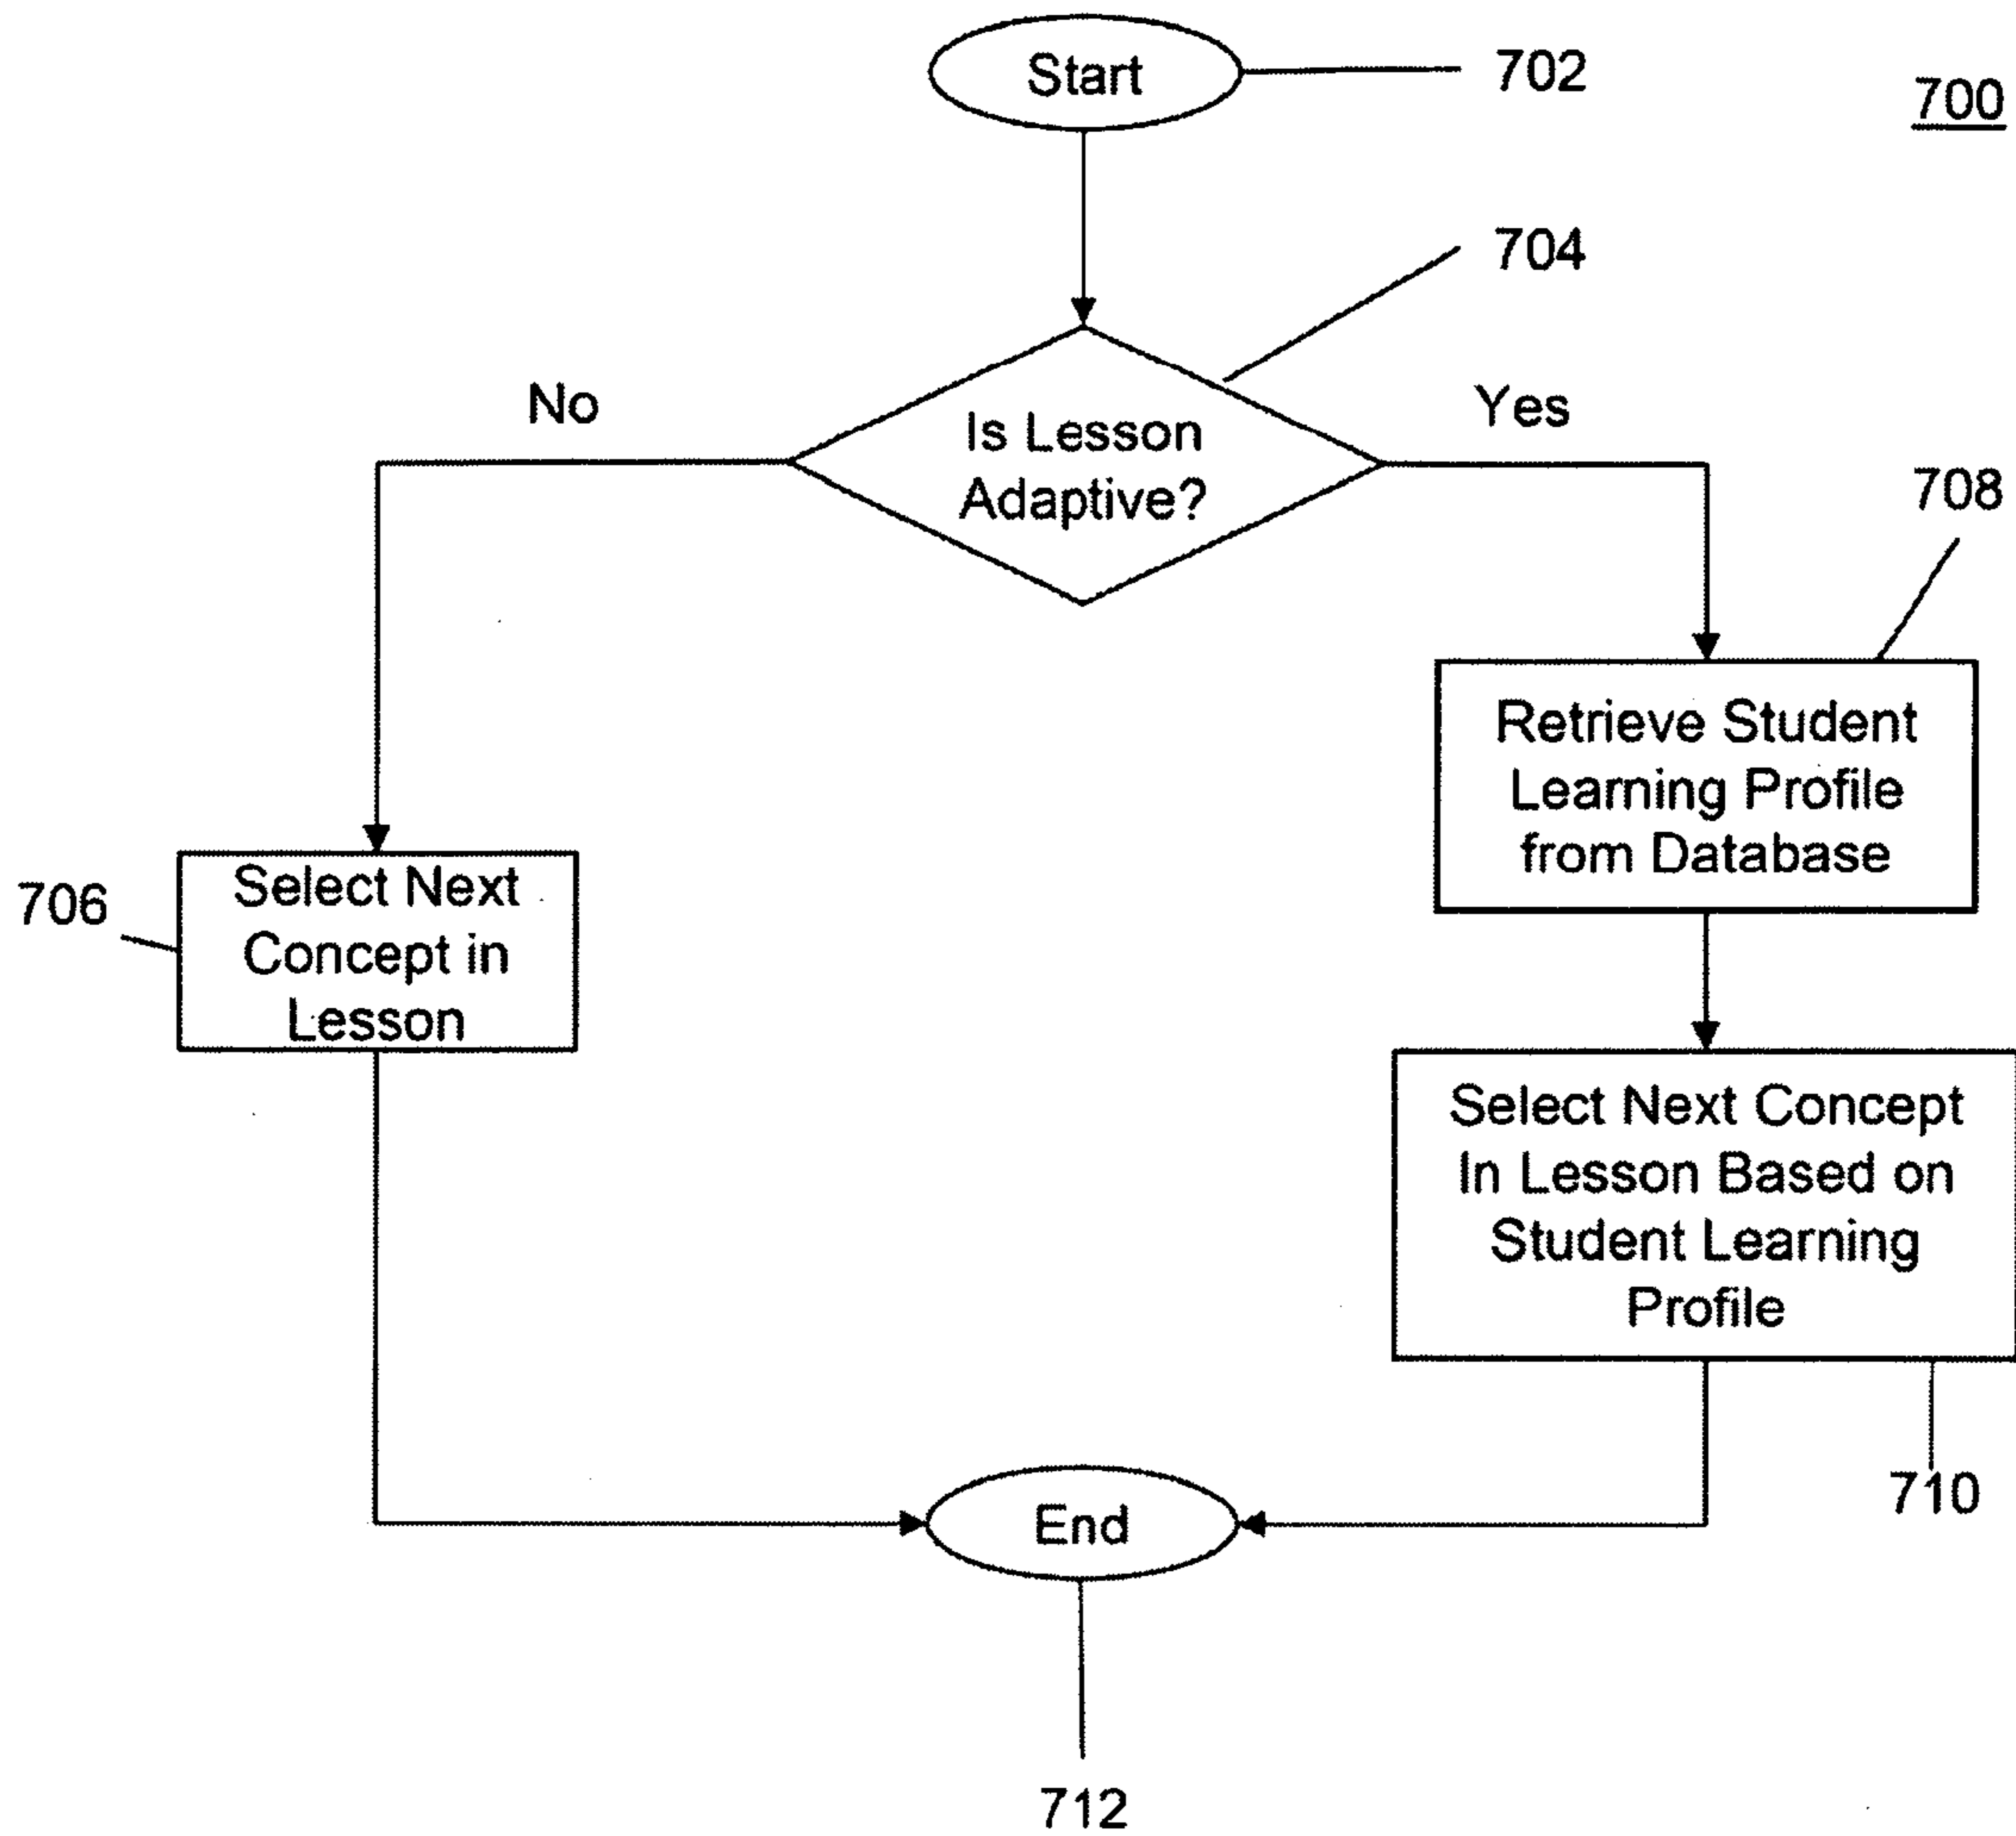 Start
702
700
704
No
Yes
Is Lesson
Adaptive?
708
Retrieve Student
Learning Profile
from Database
706
Select Next
Concept in
Lesson
Select Next Concept
In Lesson Based on
Student Learning
Profile
710
End
712